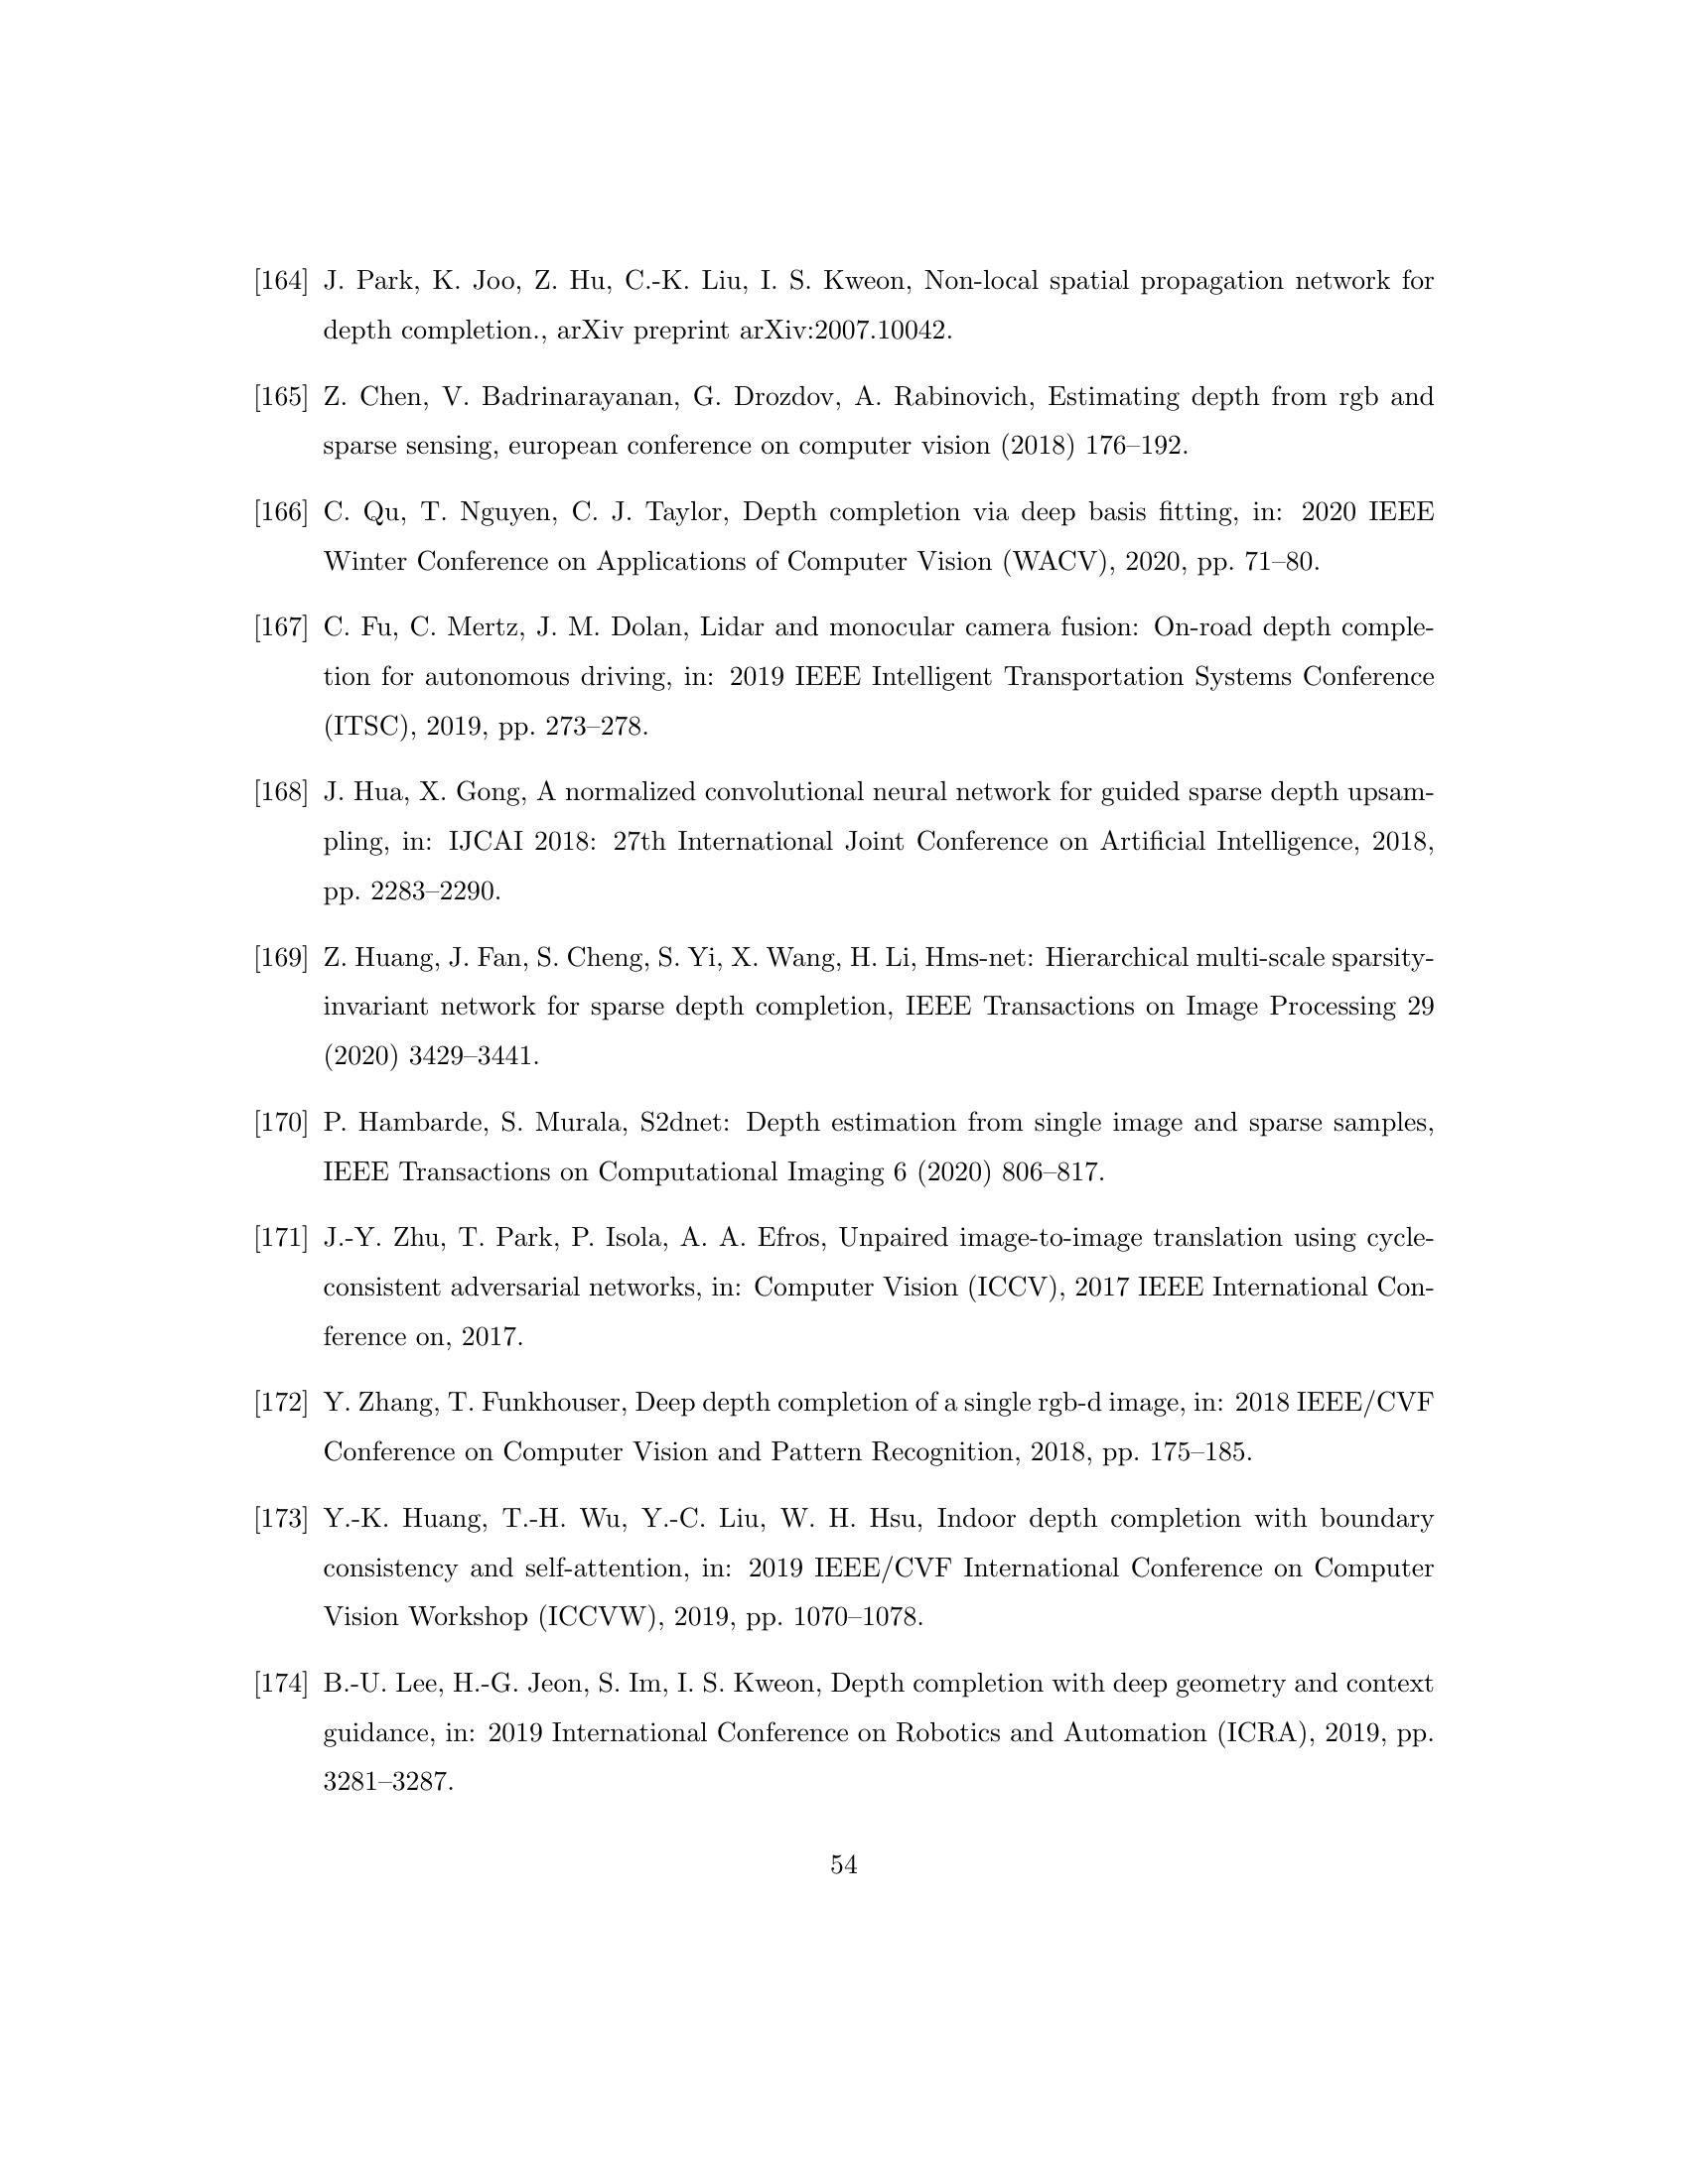 [164] J. Park, K. Joo, Z. Hu, C.-K. Liu, I. S. Kweon, Non-local spatial propagation network for
depth completion., arXiv preprint arXiv:2007.10042.
[165] Z. Chen, V. Badrinarayanan, G. Drozdov, A. Rabinovich, Estimating depth from rgb and
sparse sensing, european conference on computer vision (2018) 176–192.
[166] C. Qu, T. Nguyen, C. J. Taylor, Depth completion via deep basis fitting, in: 2020 IEEE
Winter Conference on Applications of Computer Vision (WACV), 2020, pp. 71–80.
[167] C. Fu, C. Mertz, J. M. Dolan, Lidar and monocular camera fusion: On-road depth comple-
tion for autonomous driving, in: 2019 IEEE Intelligent Transportation Systems Conference
(ITSC), 2019, pp. 273–278.
[168] J. Hua, X. Gong, A normalized convolutional neural network for guided sparse depth upsam-
pling, in: IJCAI 2018: 27th International Joint Conference on Artificial Intelligence, 2018,
pp. 2283–2290.
[169] Z. Huang, J. Fan, S. Cheng, S. Yi, X. Wang, H. Li, Hms-net: Hierarchical multi-scale sparsity-
invariant network for sparse depth completion, IEEE Transactions on Image Processing 29
(2020) 3429–3441.
[170] P. Hambarde, S. Murala, S2dnet: Depth estimation from single image and sparse samples,
IEEE Transactions on Computational Imaging 6 (2020) 806–817.
[171] J.-Y. Zhu, T. Park, P. Isola, A. A. Efros, Unpaired image-to-image translation using cycle-
consistent adversarial networks, in: Computer Vision (ICCV), 2017 IEEE International Con-
ference on, 2017.
[172] Y. Zhang, T. Funkhouser, Deep depth completion of a single rgb-d image, in: 2018 IEEE/CVF
Conference on Computer Vision and Pattern Recognition, 2018, pp. 175–185.
[173] Y.-K. Huang, T.-H. Wu, Y.-C. Liu, W. H. Hsu, Indoor depth completion with boundary
consistency and self-attention, in: 2019 IEEE/CVF International Conference on Computer
Vision Workshop (ICCVW), 2019, pp. 1070–1078.
[174] B.-U. Lee, H.-G. Jeon, S. Im, I. S. Kweon, Depth completion with deep geometry and context
guidance, in: 2019 International Conference on Robotics and Automation (ICRA), 2019, pp.
3281–3287.
54